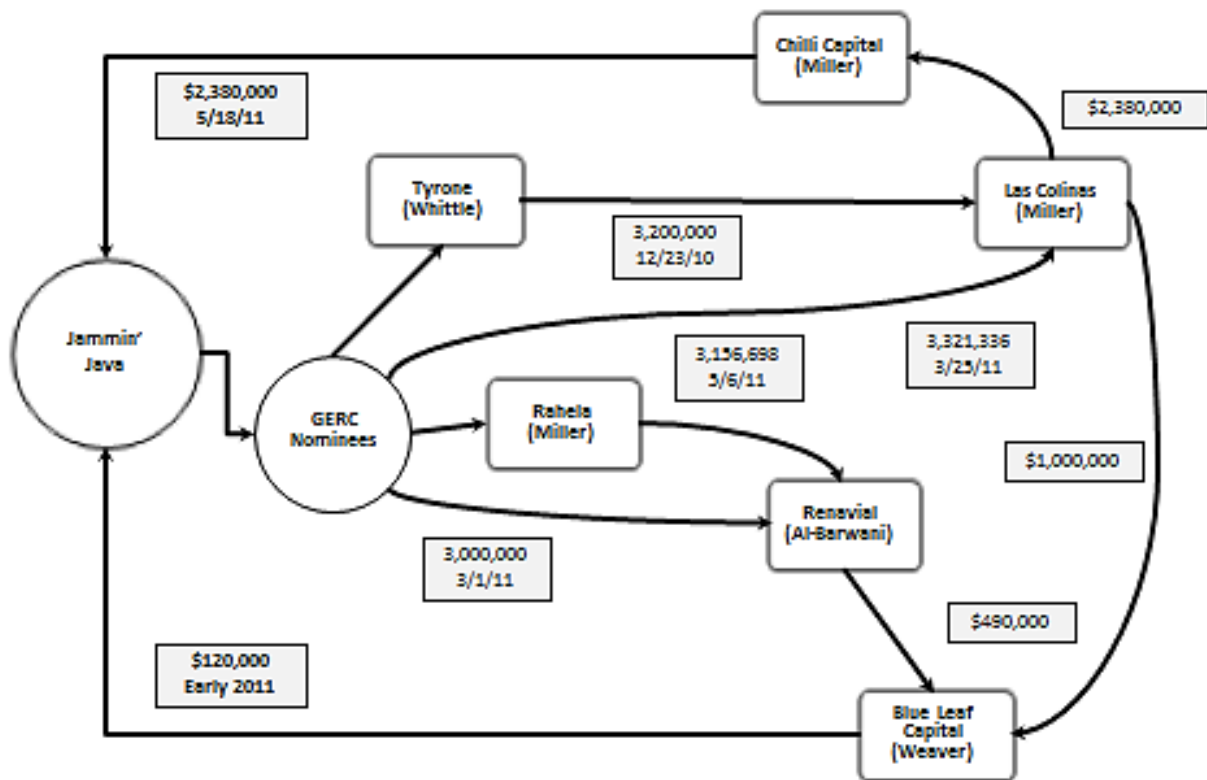 Chilli Capital
(Miller)
$2,380,000
5/18/11
$2,380,000
Tyrone
(Whittle)
Las Colinas
(Miller)
3,200,000
12/23/10
Jammin'
Java
3,156,698
5/6/11
3,321,336
3/25/11
GERC
Nominees
Rahela
(Miller)
$1,000,000
Renavial
(Al-Barwani)
3,000,000
3/1/11
$490,000
$120,000
Early 2011
Blue Leaf
Capital
(Weaver)